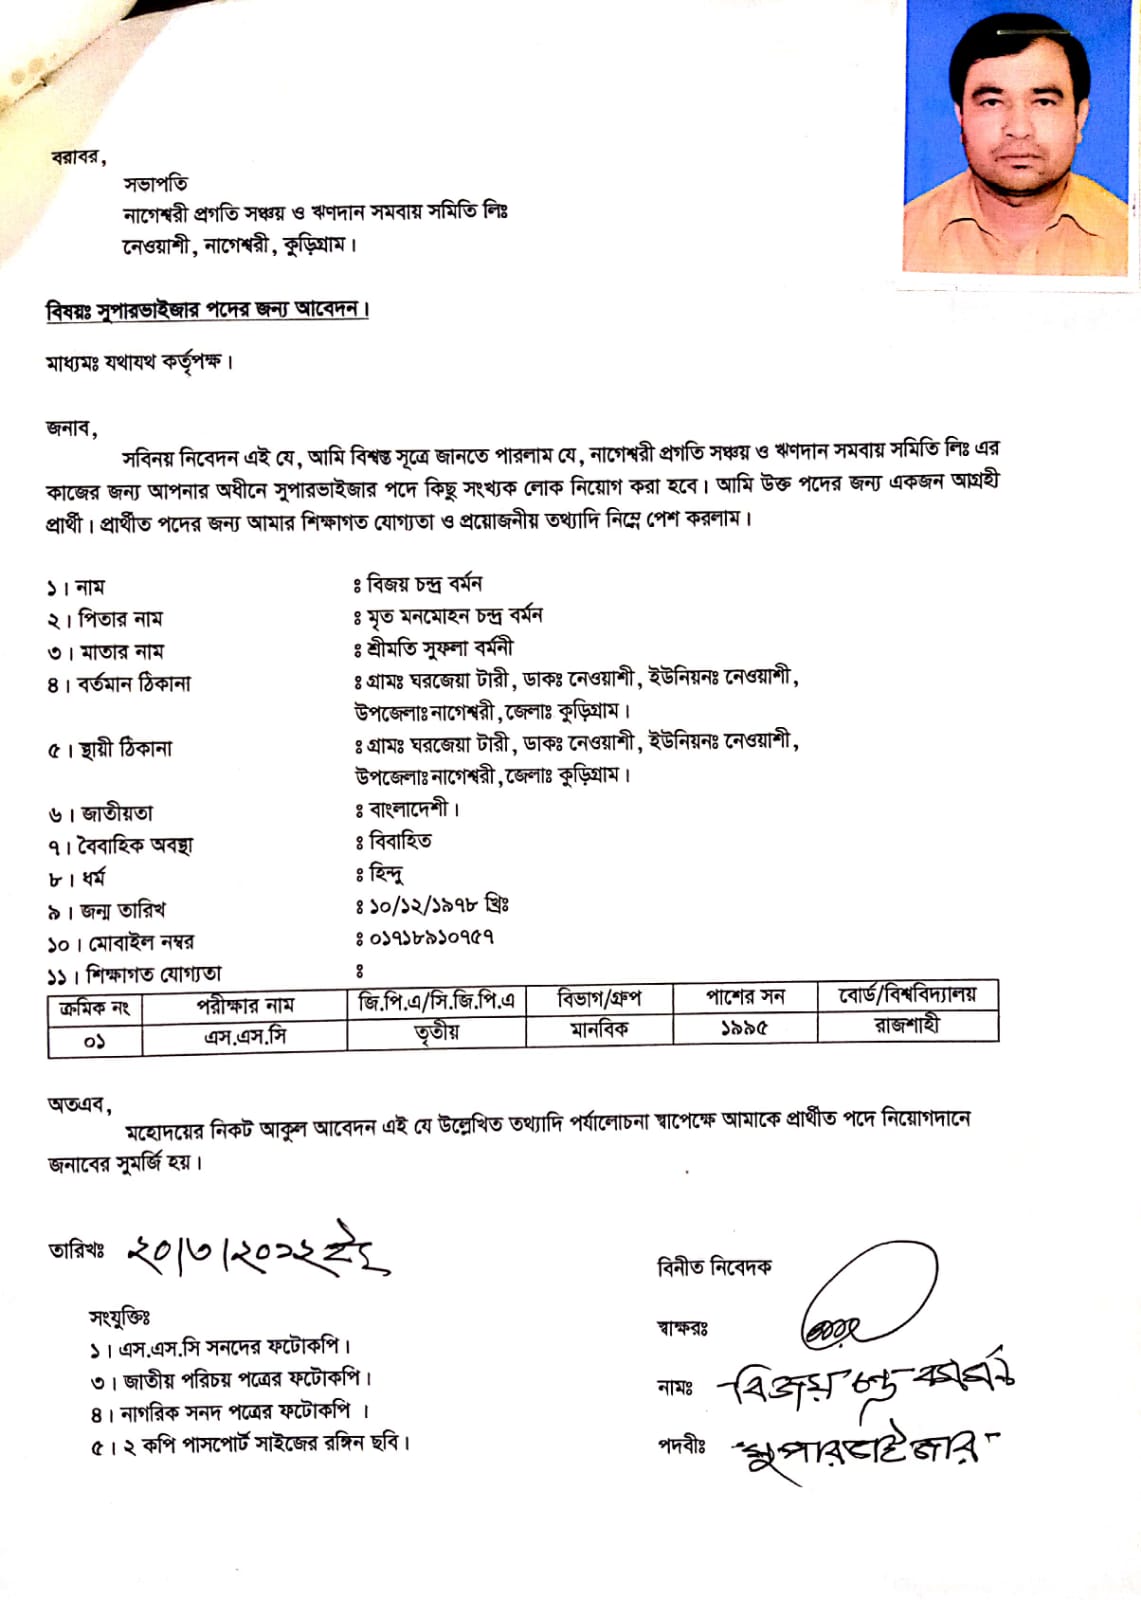 বরাবর,
সভাপতি
নাগেশ্বরী প্রগতি সঞ্চয় ও ঋণদান সমবায় সমিতি লিঃ
নেওয়াশী, নাগেশ্বরী, কুড়িগ্রাম।
বিষয়ঃ সুপারভাইজার পদের জন্য আবেদন।
মাধ্যমঃ যথাযথ কর্তৃপক্ষ।
জনাব,
সবিনয় নিবেদন এই যে, আমি বিশ্বস্ত সূত্রে জানতে পারলাম যে, নাগেশ্বরী প্রগতি সঞ্চয় ও ঋণদান সমবায় সমিতি লিঃ এর
কাজের জন্য আপনার অধীনে সুপারভাইজার পদে কিছু সংখ্যক লোক নিয়োগ করা হবে। আমি উক্ত পদের জন্য একজন আগ্রহী
প্রার্থী। প্রার্থীত পদের জন্য আমার শিক্ষাগত যোগ্যতা ও প্রয়োজনীয় তথ্যাদি নিম্নে পেশ করলাম।
১। নাম ঃ বিজয় চন্দ্র বর্মন
২। পিতার নাম ঃ মৃত মনমোহন চন্দ্র বর্মন
৩। মাতার নাম ঃ শ্রীমতি সুফলা বর্মনী
৪। বর্তমান ঠিকানা ঃ গ্রামঃ ঘরজেয়া টারী, ডাকঃ নেওয়াশী, ইউনিয়নঃ নেওয়াশী,
উপজেলাঃ নাগেশ্বরী, জেলাঃ কুড়িগ্রাম।
৫। স্থায়ী ঠিকানা ঃ গ্রামঃ ঘরজেয়া টারী, ডাকঃ নেওয়াশী, ইউনিয়নঃ নেওয়াশী,
উপজেলাঃ নাগেশ্বরী, জেলাঃ কুড়িগ্রাম।
৬। জাতীয়তা ঃ বাংলাদেশী।
৭। বৈবাহিক অবস্থা ঃ বিবাহিত
৮। ধর্ম ঃ হিন্দু
৯। জন্ম তারিখ ঃ ১০/১২/১৯৭৮ খ্রিঃ
১০। মোবাইল নম্বর ঃ ০১৭১৮৯১০৭৫৭
১১। শিক্ষাগত যোগ্যতা ঃ
ক্রমিক নং পরীক্ষার নাম জি.পি.এ/সি.জি.পি.এ বিভাগ/গ্রুপ পাশের সন বোর্ড/বিশ্ববিদ্যালয়
০১ এস.এস.সি তৃতীয় মানবিক ১৯৯৫ রাজশাহী
অতএব,
মহোদয়ের নিকট আকুল আবেদন এই যে উল্লেখিত তথ্যাদি পর্যালোচনা স্বাপেক্ষে আমাকে প্রার্থীত পদে নিয়োগদানে
জনাবের সুমর্জি হয়।
তারিখঃ ২০/৩/২০২২ ইং
বিনীত নিবেদক
সংযুক্তিঃ
১। এস.এস.সি সনদের ফটোকপি।
৩। জাতীয় পরিচয় পত্রের ফটোকপি।
৪। নাগরিক সনদ পত্রের ফটোকপি ।
৫। ২ কপি পাসপোর্ট সাইজের রঙ্গিন ছবি।
স্বাক্ষরঃ
নামঃ বিজয় চন্দ্র বর্মন
পদবীঃ সুপারভাইজার